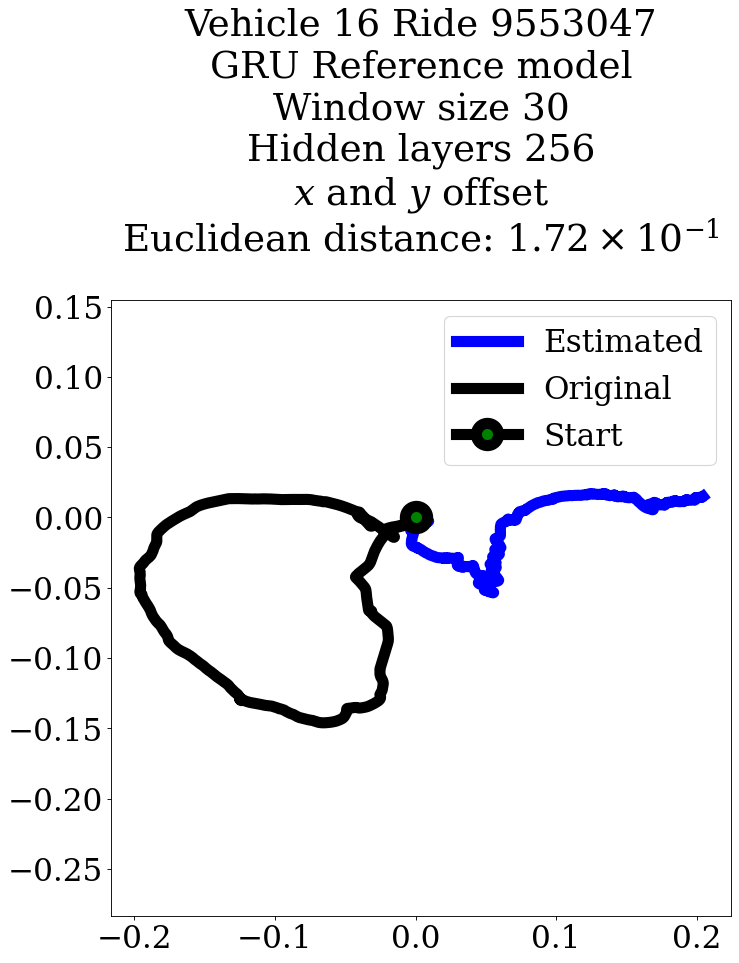 Vehicle 16 Ride 9553047
GRU Reference model
Window size 30
Hidden layers 256
x and y offset
Euclidean distance: 1.72 × 10⁻¹
Estimated
Original
Start
0.15
0.10
0.05
0.00
−0.05
−0.10
−0.15
−0.20
−0.25
−0.2 −0.1 0.0 0.1 0.2